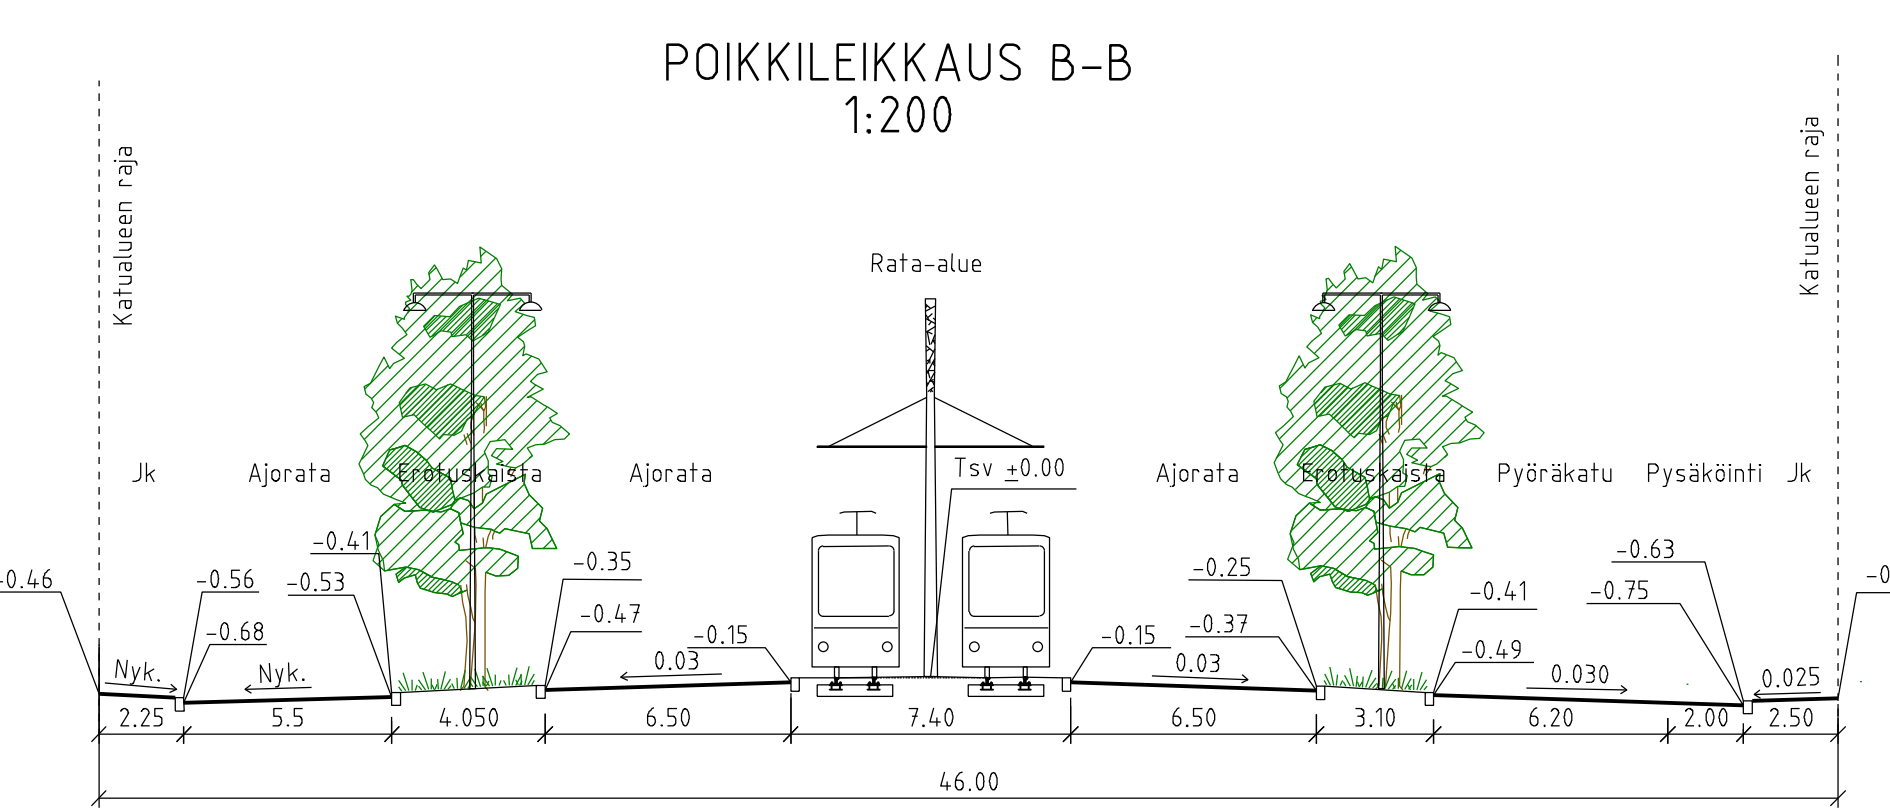 POIKKILEIKKAUS B-B
1:200
Katualueen raja
Katualueen raja
Rata-alue
Jk
Ajorata
Erotuskaista
Ajorata
Tsv ±0.00
Ajorata
Erotuskaista
Pyöräkatu
Pysäköinti
Jk
-0.41
-0.46
-0.56
-0.53
-0.35
-0.25
-0.63
-0.68
-0.47
-0.15
-0.15
-0.37
-0.41
-0.75
-0.49
Nyk.
Nyk.
0.03
0.03
0.030
0.025
2.25
5.5
4.050
6.50
7.40
6.50
3.10
6.20
2.00
2.50
46.00